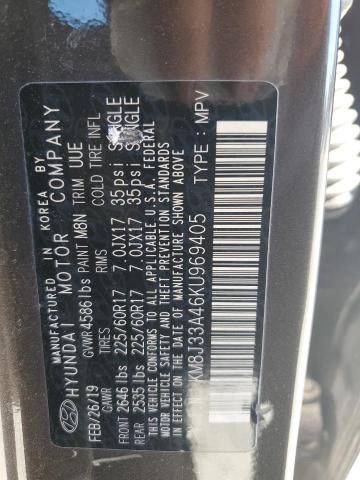 MANUFACTURED IN KOREA BY
HYUNDAI MOTOR COMPANY
FEB/26/19 GVWR 4586 lbs PAINT M8N TRIM UUE
GAWR TIRES RIMS COLD TIRE INFL
FRONT 2646 lbs 225/60R17 7.0JX17 35psi SINGLE
REAR 2535 lbs 225/60R17 7.0JX17 35psi SINGLE
THIS VEHICLE CONFORMS TO ALL APPLICABLE U.S.A. FEDERAL
MOTOR VEHICLE SAFETY AND THEFT PREVENTION STANDARDS
IN EFFECT ON THE DATE OF MANUFACTURE SHOWN ABOVE.
KM8J33A46KU969405 TYPE : MPV